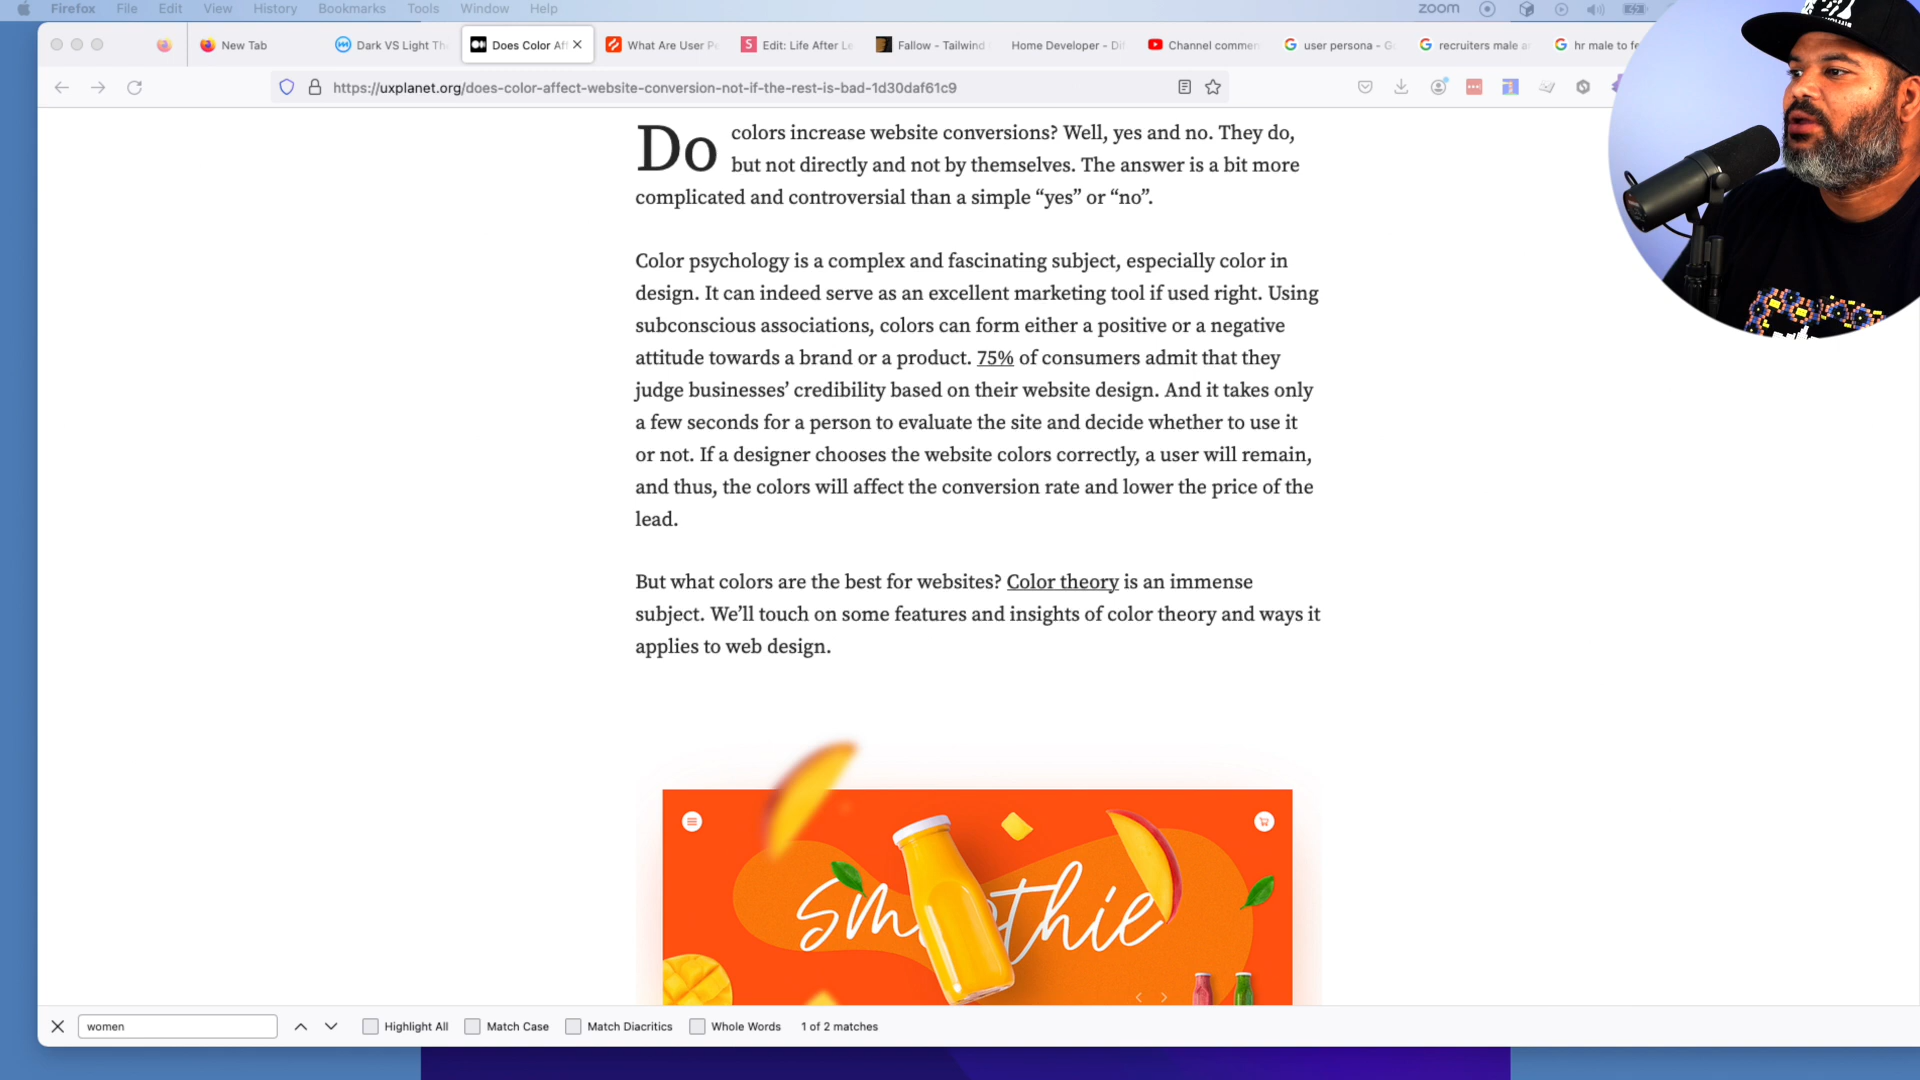 Firefox File Edit View History Bookmarks Tools Window Help
zoom
New Tab
Dark VS Light Th
Does Color Aff
What Are User Pe
Edit: Life After Le
Fallow - Tailwind
Home Developer - Di
Channel commen
user persona - G
recruiters male a
hr male to fe
https://uxplanet.org/does-color-affect-website-conversion-not-if-the-rest-is-bad-1d30daf61c9
Do colors increase website conversions? Well, yes and no. They do,
but not directly and not by themselves. The answer is a bit more
complicated and controversial than a simple “yes” or “no”.
Color psychology is a complex and fascinating subject, especially color in
design. It can indeed serve as an excellent marketing tool if used right. Using
subconscious associations, colors can form either a positive or a negative
attitude towards a brand or a product. 75% of consumers admit that they
judge businesses’ credibility based on their website design. And it takes only
a few seconds for a person to evaluate the site and decide whether to use it
or not. If a designer chooses the website colors correctly, a user will remain,
and thus, the colors will affect the conversion rate and lower the price of the
lead.
But what colors are the best for websites? Color theory is an immense
subject. We’ll touch on some features and insights of color theory and ways it
applies to web design.
smoothie
women
Highlight All
Match Case
Match Diacritics
Whole Words
1 of 2 matches